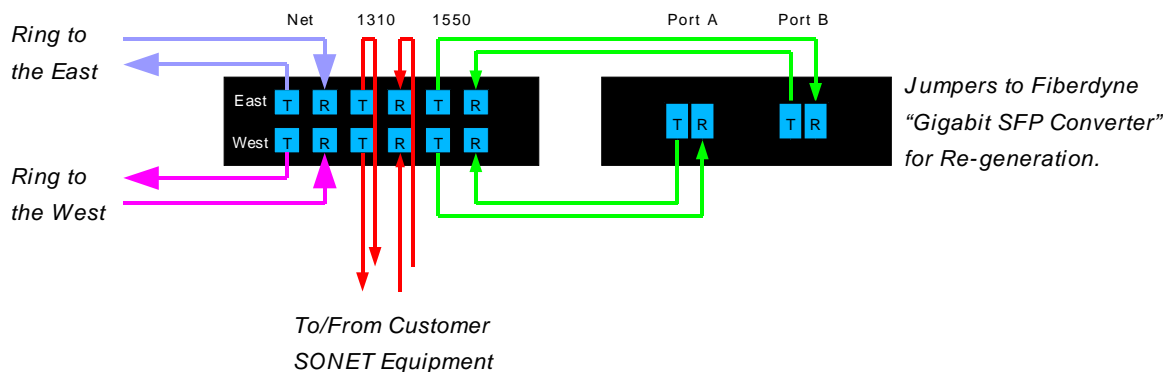 Net 1310 1550 Port A Port B
Ring to
the East
East T R T R T R
West T R T R T R
T R
T R
Jumpers to Fiberdyne
“Gigabit SFP Converter”
for Re-generation.
Ring to
the West
To/From Customer
SONET Equipment